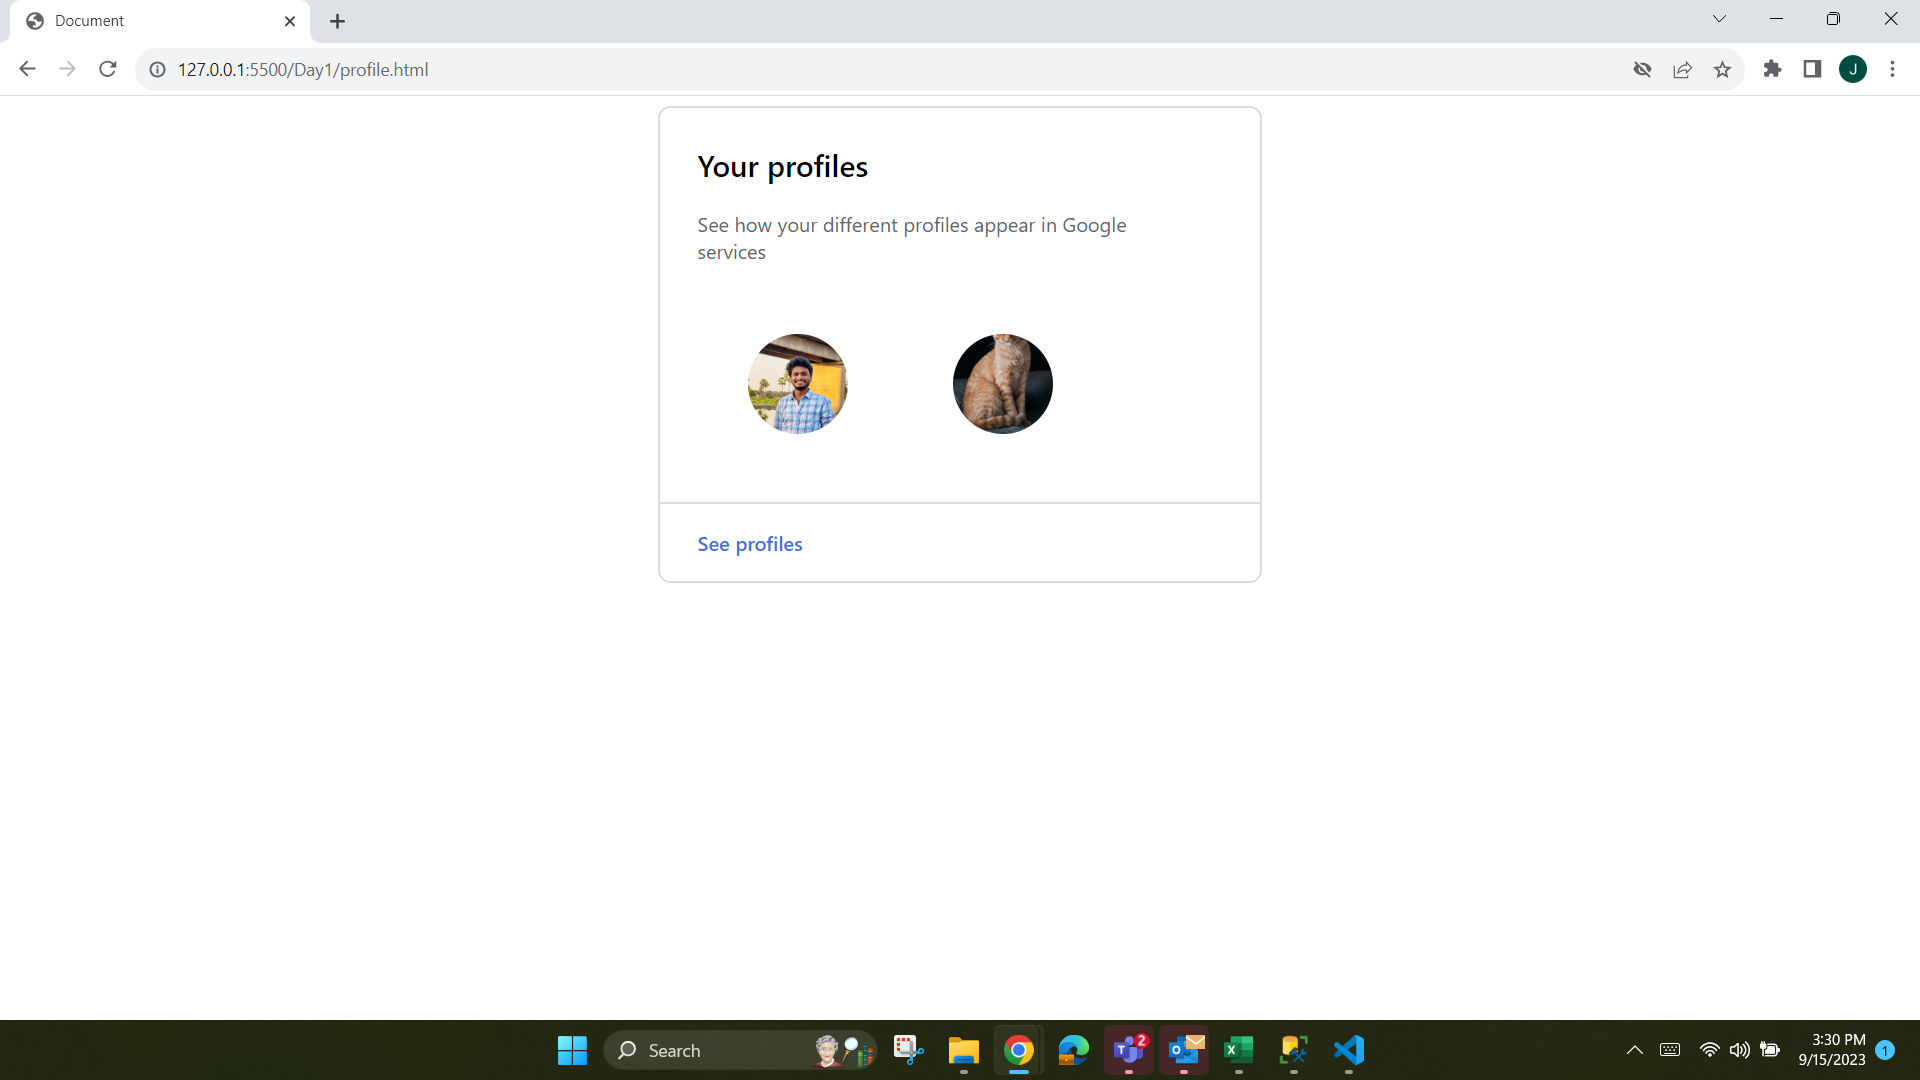 Document
127.0.0.1:5500/Day1/profile.html
J
Your profiles
See how your different profiles appear in Google
services
See profiles
Search
2
3:30 PM
9/15/2023
1